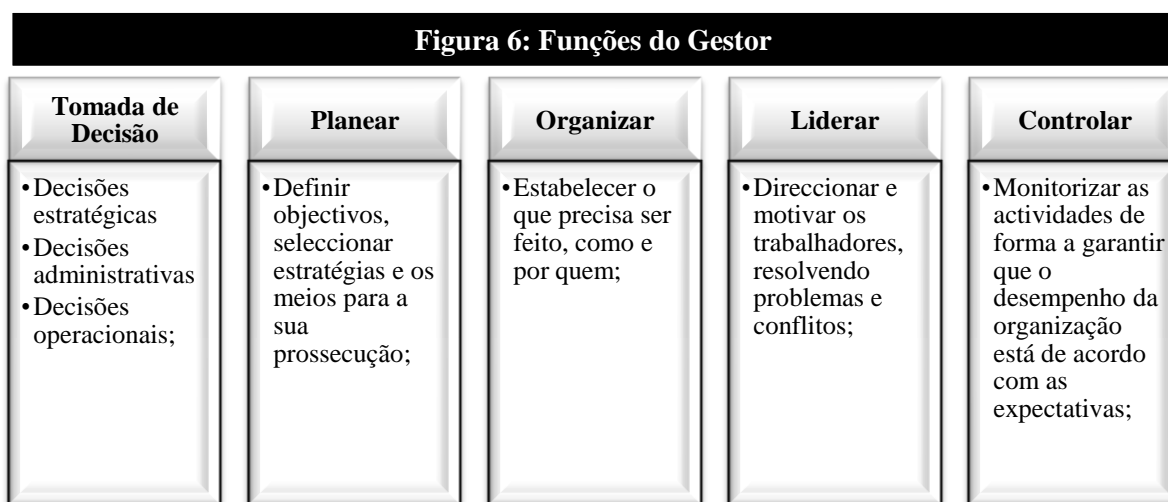 Figura 6: Funções do Gestor
Tomada de
Decisão
•Decisões
estratégicas
•Decisões
administrativas
•Decisões
operacionais;
Planear
•Definir
objectivos,
seleccionar
estratégias e os
meios para a
sua
prossecução;
Organizar
•Estabelecer o
que precisa ser
feito, como e
por quem;
Liderar
•Direccionar e
motivar os
trabalhadores,
resolvendo
problemas e
conflitos;
Controlar
•Monitorizar as
actividades de
forma a garantir
que o
desempenho da
organização
está de acordo
com as
expectativas;